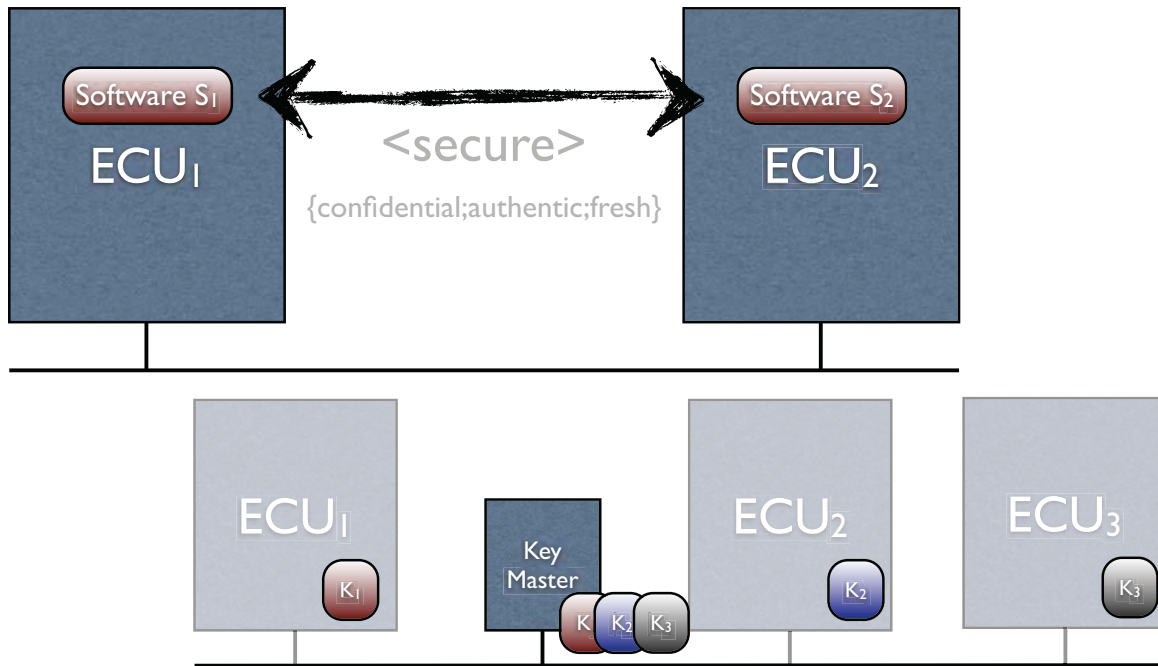 Software S₁
ECU₁
<secure>
{confidential;authentic;fresh}
Software S₂
ECU₂
ECU₁
K₁
Key
Master
K
K₂
K₃
ECU₂
K₂
ECU₃
K₃